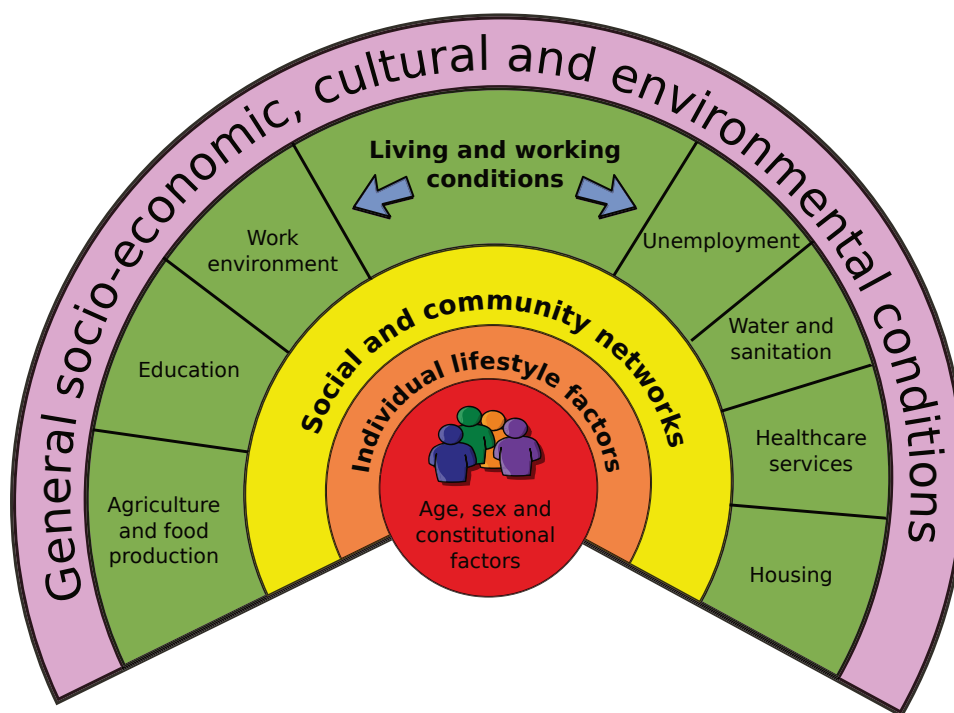 General socio-economic, cultural and environmental conditions
Living and working
conditions
Agriculture
and food
production
Education
Work
environment
Unemployment
Water and
sanitation
Healthcare
services
Housing
Social and community networks
Individual lifestyle factors
Age, sex and
constitutional
factors